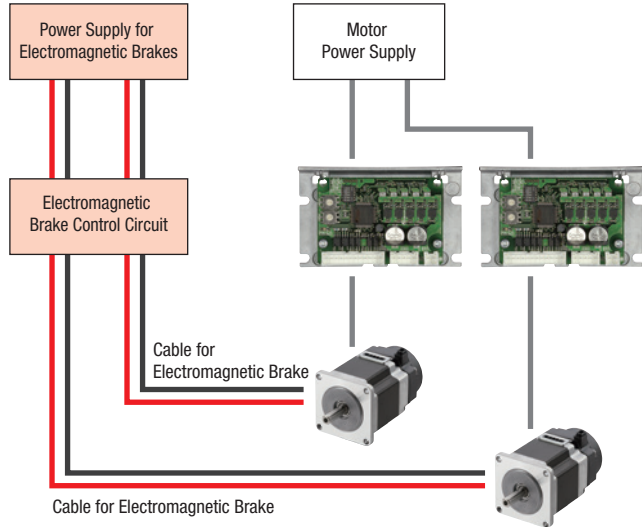 Power Supply for
Electromagnetic Brakes
Motor
Power Supply
Electromagnetic
Brake Control Circuit
Cable for
Electromagnetic Brake
Cable for Electromagnetic Brake